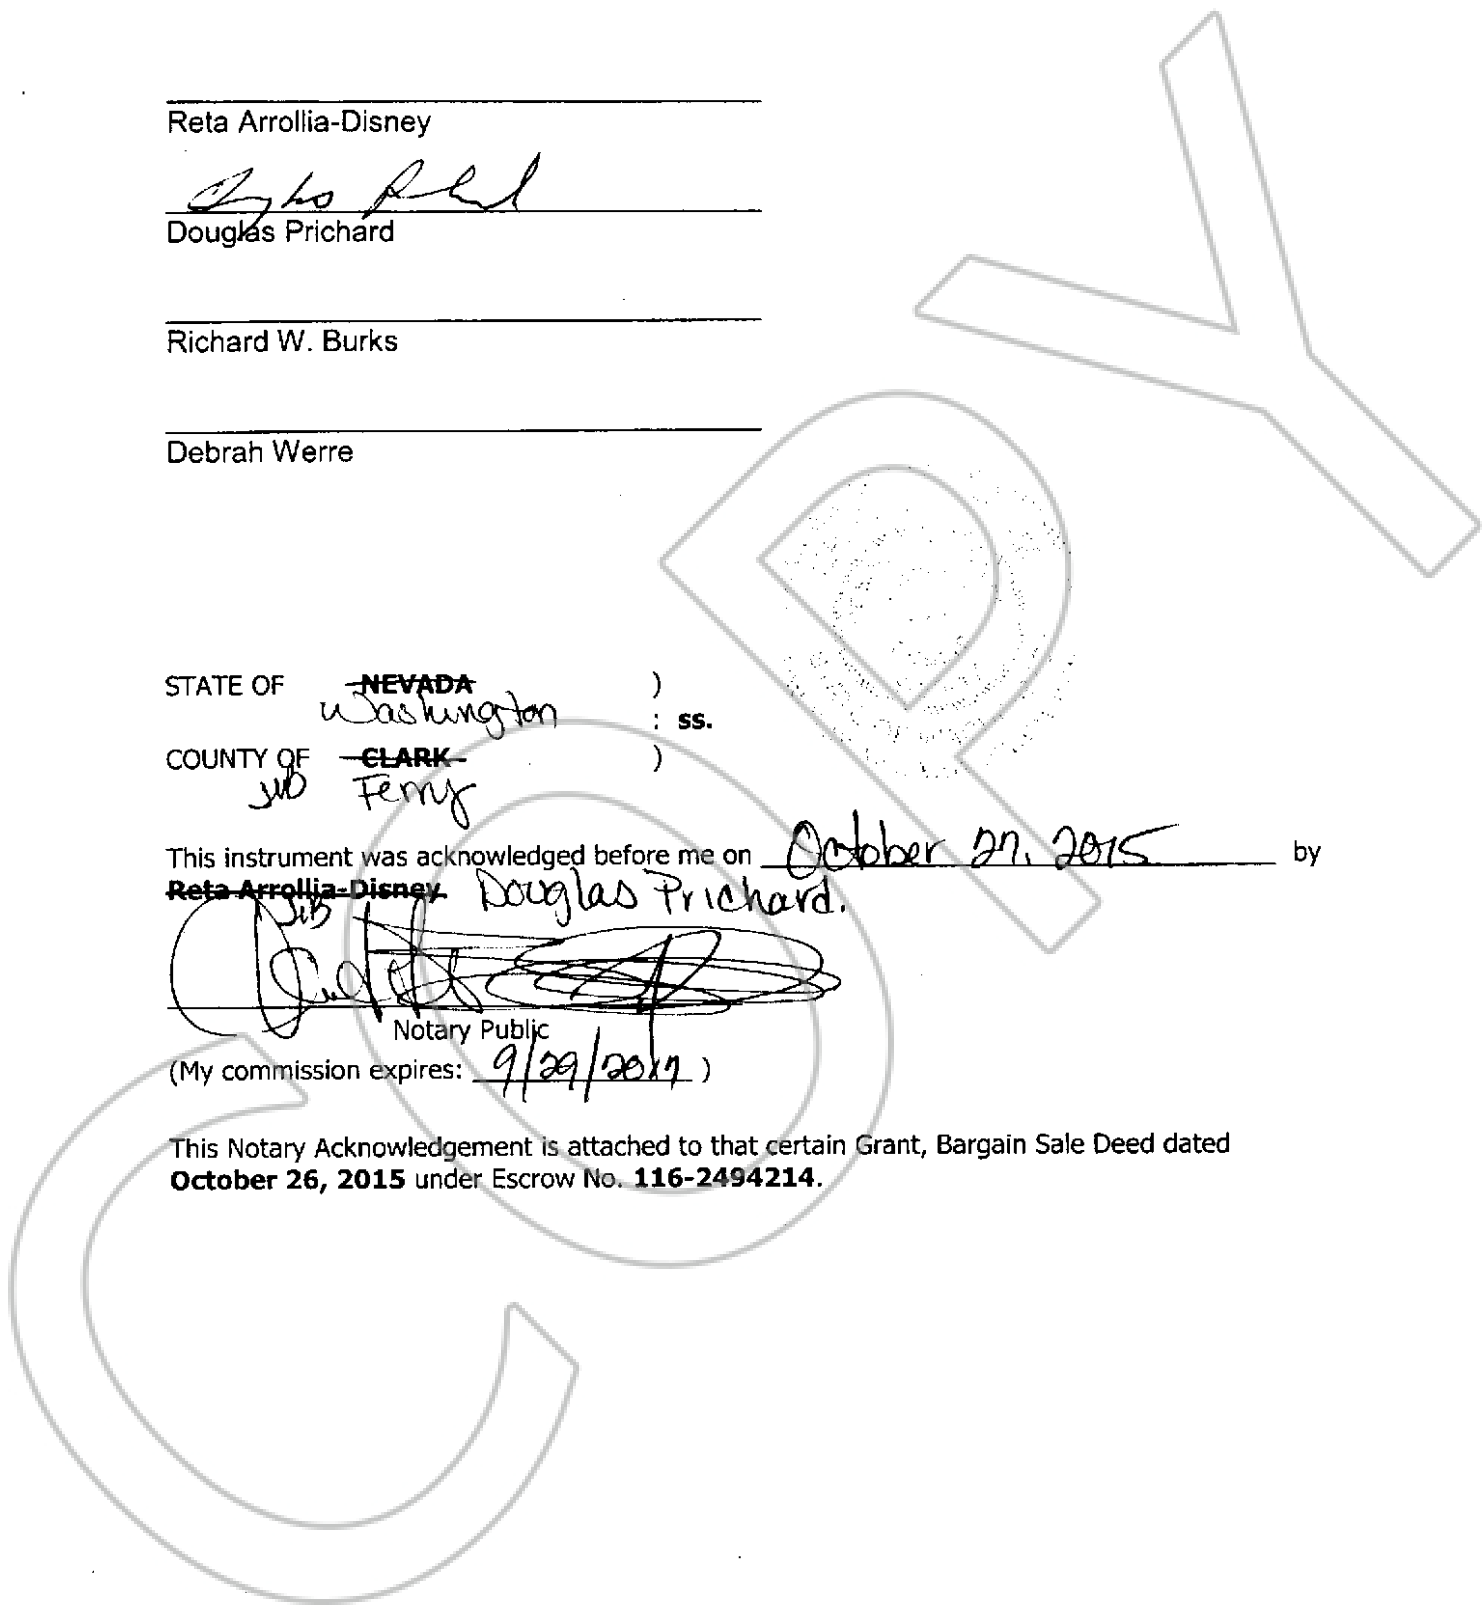 Reta Arrollia-Disney
Douglas Prichard
Richard W. Burks
Debrah Werre
STATE OF NEVADA )
Washington : ss.
COUNTY OF CLARK )
JWB Ferry
This instrument was acknowledged before me on October 27, 2015 by
Reta Arrollia-Disney Douglas Prichard.
Notary Public
(My commission expires: 9/29/2017 )
This Notary Acknowledgement is attached to that certain Grant, Bargain Sale Deed dated
October 26, 2015 under Escrow No. 116-2494214.
COPY